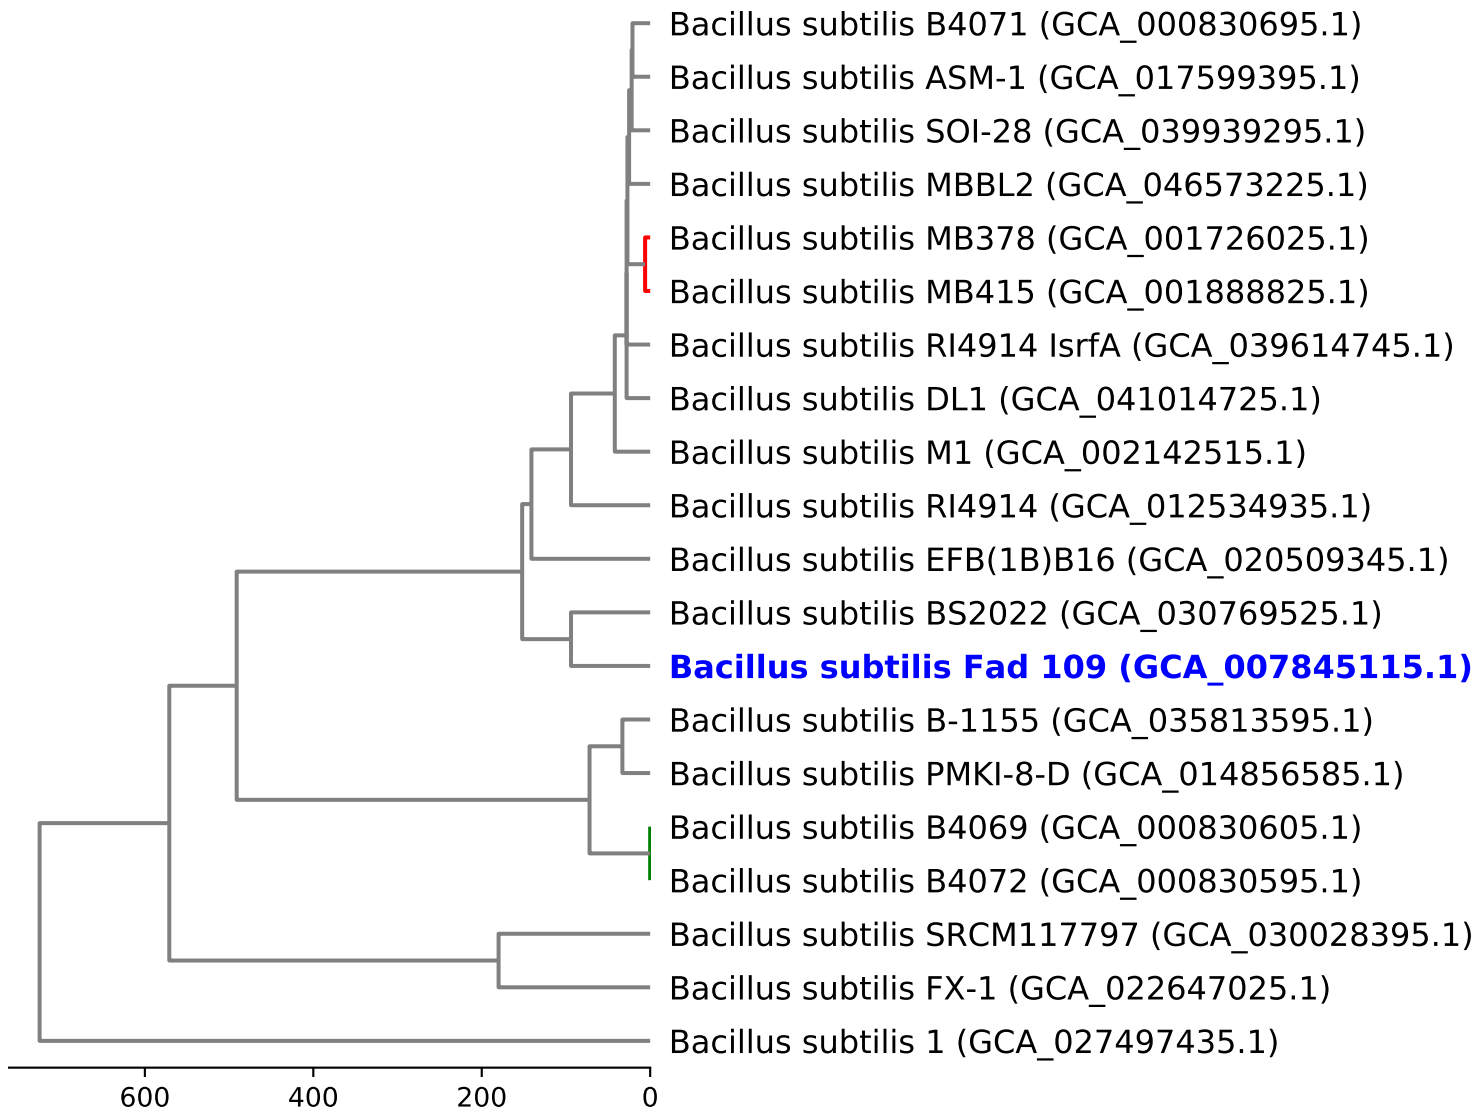 Bacillus subtilis B4071 (GCA_000830695.1)
Bacillus subtilis ASM-1 (GCA_017599395.1)
Bacillus subtilis SOI-28 (GCA_039939295.1)
Bacillus subtilis MBBL2 (GCA_046573225.1)
Bacillus subtilis MB378 (GCA_001726025.1)
Bacillus subtilis MB415 (GCA_001888825.1)
Bacillus subtilis RI4914 IsrfA (GCA_039614745.1)
Bacillus subtilis DL1 (GCA_041014725.1)
Bacillus subtilis M1 (GCA_002142515.1)
Bacillus subtilis RI4914 (GCA_012534935.1)
Bacillus subtilis EFB(1B)B16 (GCA_020509345.1)
Bacillus subtilis BS2022 (GCA_030769525.1)
Bacillus subtilis Fad 109 (GCA_007845115.1)
Bacillus subtilis B-1155 (GCA_035813595.1)
Bacillus subtilis PMKI-8-D (GCA_014856585.1)
Bacillus subtilis B4069 (GCA_000830605.1)
Bacillus subtilis B4072 (GCA_000830595.1)
Bacillus subtilis SRCM117797 (GCA_030028395.1)
Bacillus subtilis FX-1 (GCA_022647025.1)
Bacillus subtilis 1 (GCA_027497435.1)
600 400 200 0